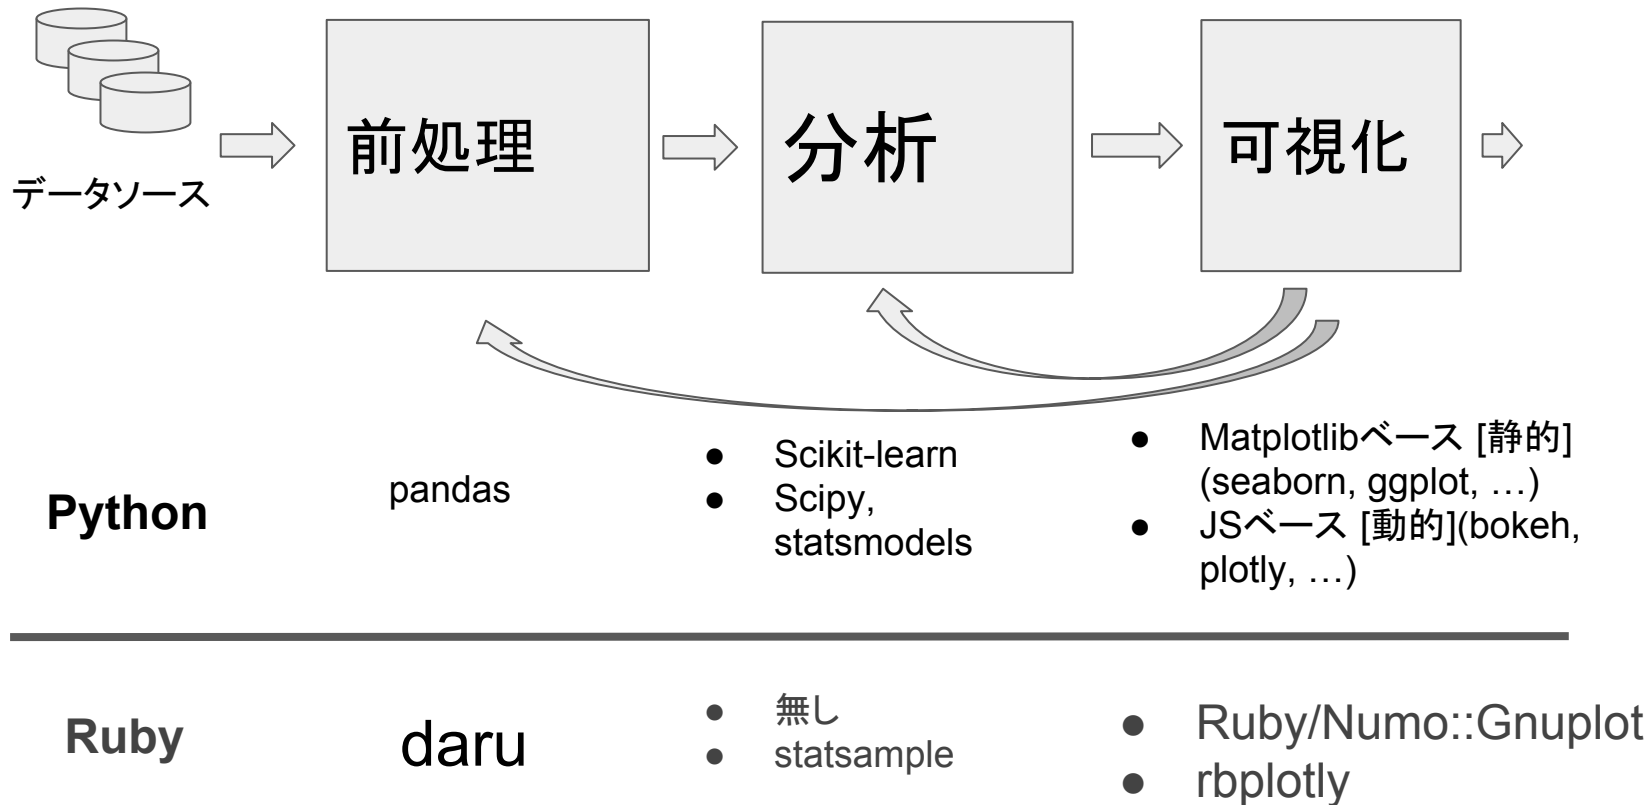 データソース
前処理
分析
可視化
Python
pandas
● Scikit-learn
● Scipy,
statsmodels
● Matplotlibベース [静的]
(seaborn, ggplot, …)
● JSベース [動的](bokeh,
plotly, …)
Ruby
daru
● 無し
● statsample
● Ruby/Numo::Gnuplot
● rbplotly